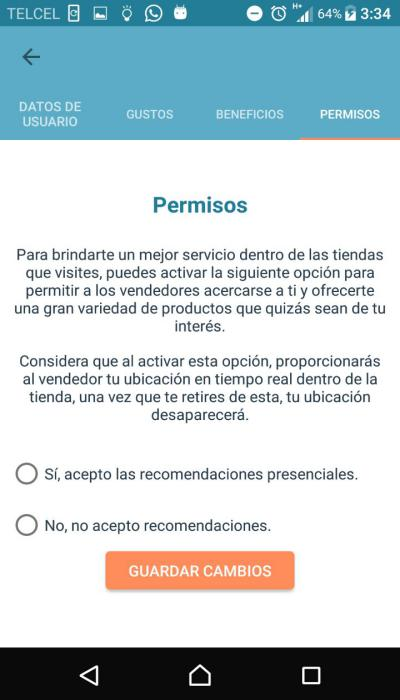 TELCEL H+ 64% 3:34
DATOS DE
USUARIO
GUSTOS
BENEFICIOS
PERMISOS
Permisos
Para brindarte un mejor servicio dentro de las tiendas
que visites, puedes activar la siguiente opción para
permitir a los vendedores acercarse a ti y ofrecerte
una gran variedad de productos que quizás sean de tu
interés.
Considera que al activar esta opción, proporcionarás
al vendedor tu ubicación en tiempo real dentro de la
tienda, una vez que te retires de esta, tu ubicación
desaparecerá.
Sí, acepto las recomendaciones presenciales.
No, no acepto recomendaciones.
GUARDAR CAMBIOS